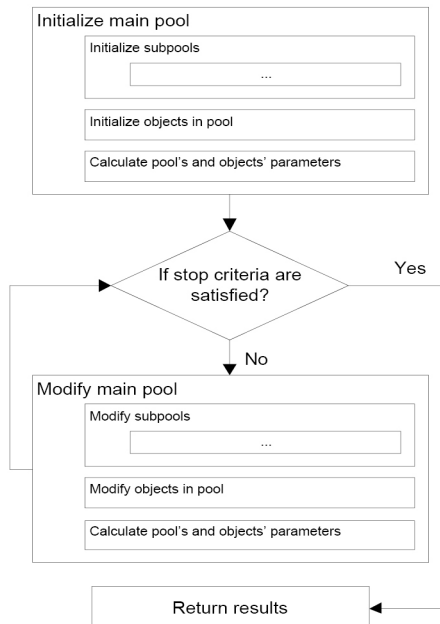 Initialize main pool
Initialize subpools
...
Initialize objects in pool
Calculate pool's and objects' parameters
If stop criteria are
satisfied?
Yes
No
Modify main pool
Modify subpools
...
Modify objects in pool
Calculate pool's and objects' parameters
Return results